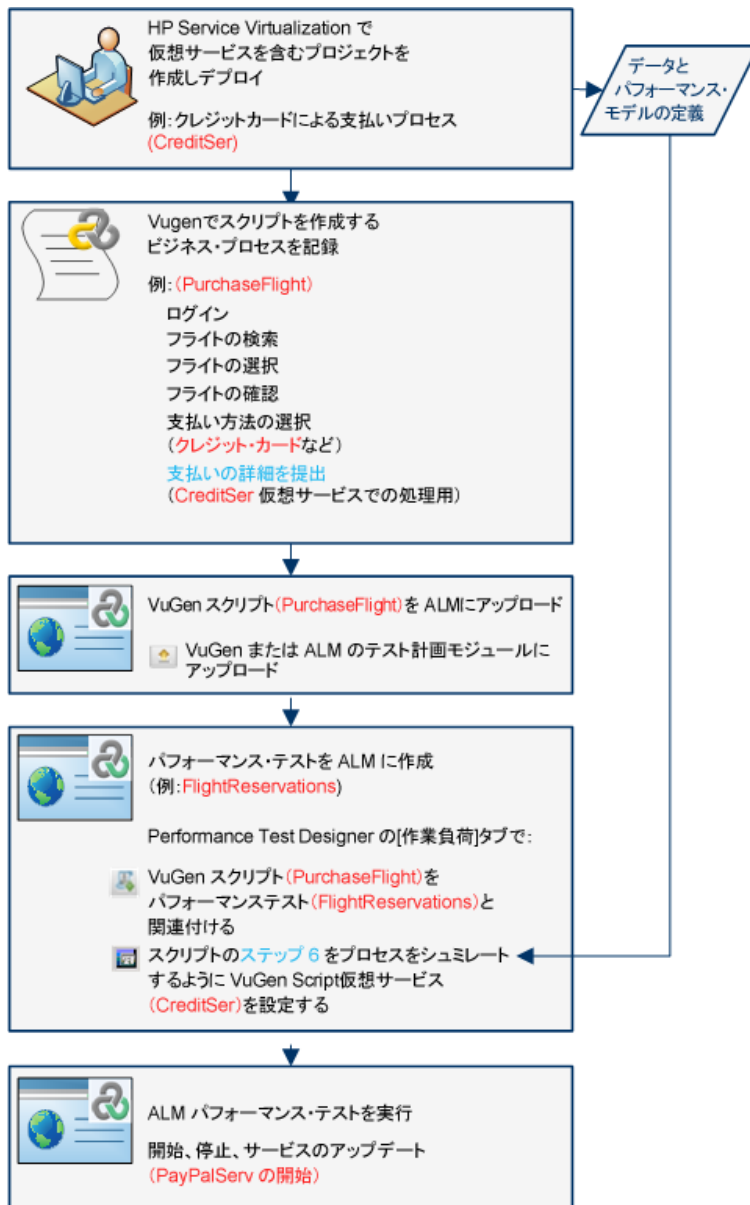 HP Service Virtualization で
仮想サービスを含むプロジェクトを
作成しデプロイ
例:クレジットカードによる支払いプロセス
(CreditSer)
データと
パフォーマンス・
モデルの定義
Vugenでスクリプトを作成する
ビジネス・プロセスを記録
例:(PurchaseFlight)
ログイン
フライトの検索
フライトの選択
フライトの確認
支払い方法の選択
(クレジット・カードなど)
支払いの詳細を提出
(CreditSer 仮想サービスでの処理用)
VuGen スクリプト(PurchaseFlight)を ALMにアップロード
VuGen または ALM のテスト計画モジュールに
アップロード
パフォーマンス・テストを ALM に作成
(例:FlightReservations)
Performance Test Designer の[作業負荷]タブで:
VuGen スクリプト(PurchaseFlight)を
パフォーマンステスト(FlightReservations)と
関連付ける
スクリプトのステップ 6 をプロセスをシュミレート
するように VuGen Script仮想サービス
(CreditSer)を設定する
ALM パフォーマンス・テストを実行
開始、停止、サービスのアップデート
(PayPalServ の開始)